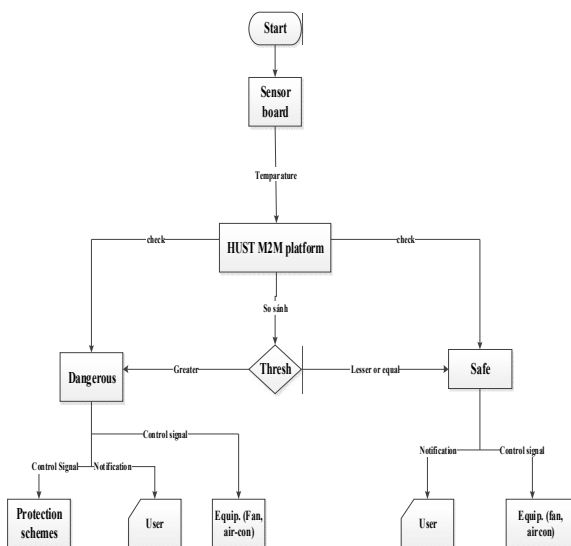 Start
Sensor
board
Temparature
HUST M2M platform
check
check
So sánh
Dangerous
Greater
Thresh
Lesser or equal
Safe
Control signal
Control Signal
Notification
Notification
Control signal
Protection
schemes
User
Equip. (Fan,
air-con)
User
Equip. (fan,
aircon)